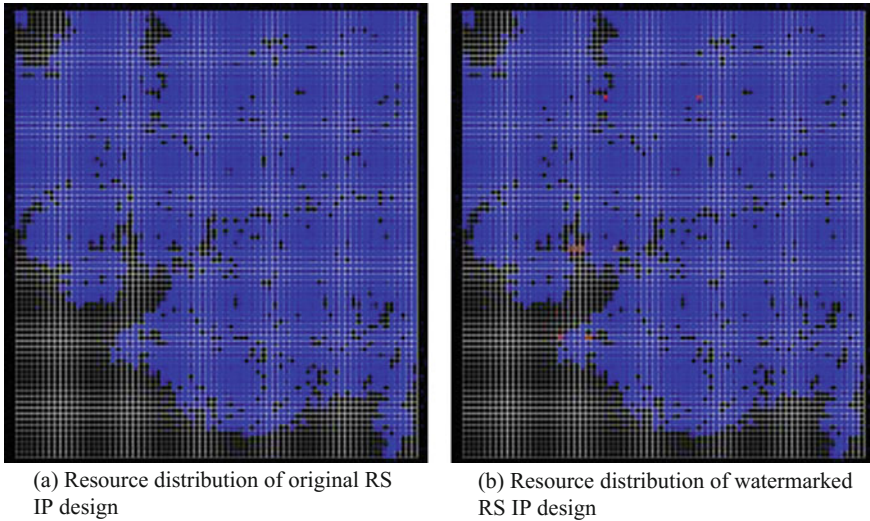 (a) Resource distribution of original RS
IP design
(b) Resource distribution of watermarked
RS IP design